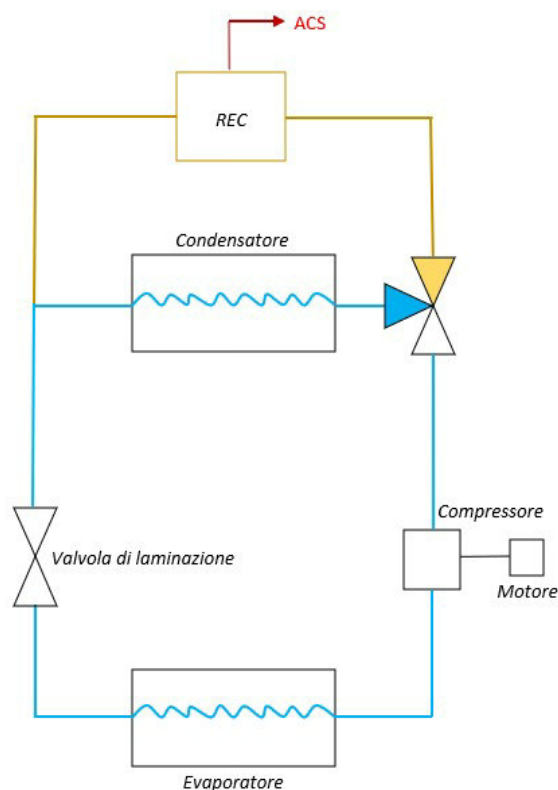 ACS
REC
Condensatore
Compressore
Valvola di laminazione
Motore
Evaporatore